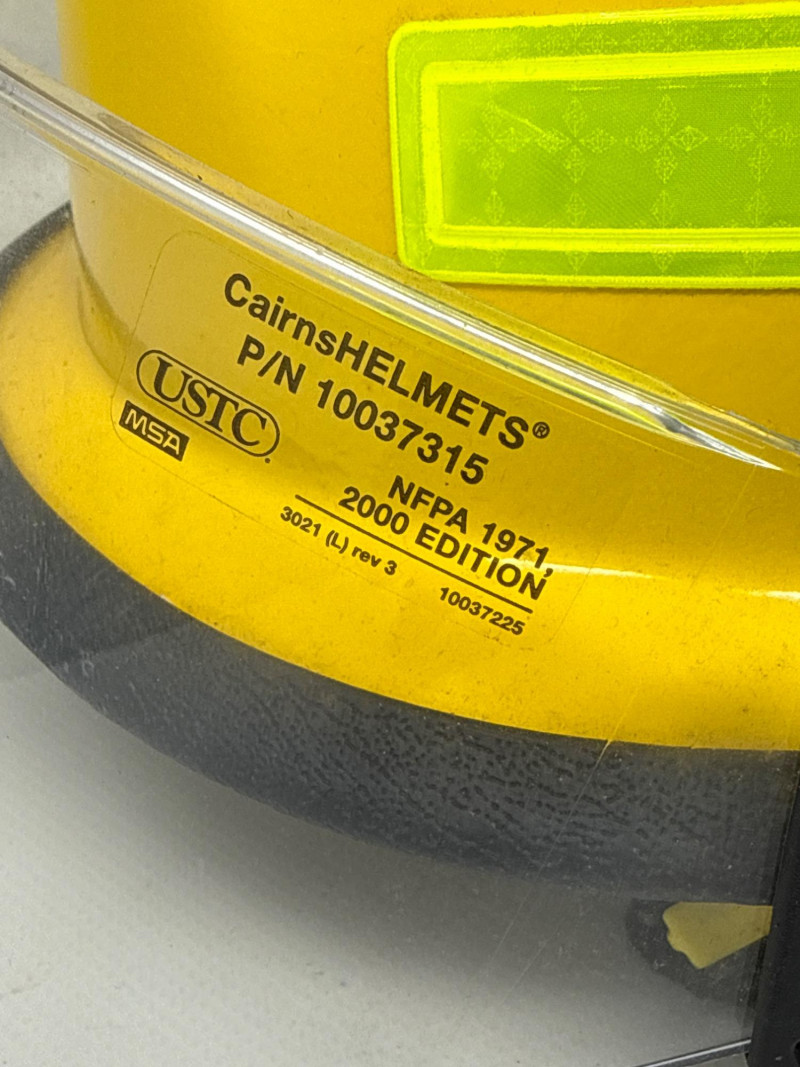 CairnsHELMETS®
P/N 10037315
USTC
MSA
NFPA 1971,
2000 EDITION
3021 (L) rev 3 10037225